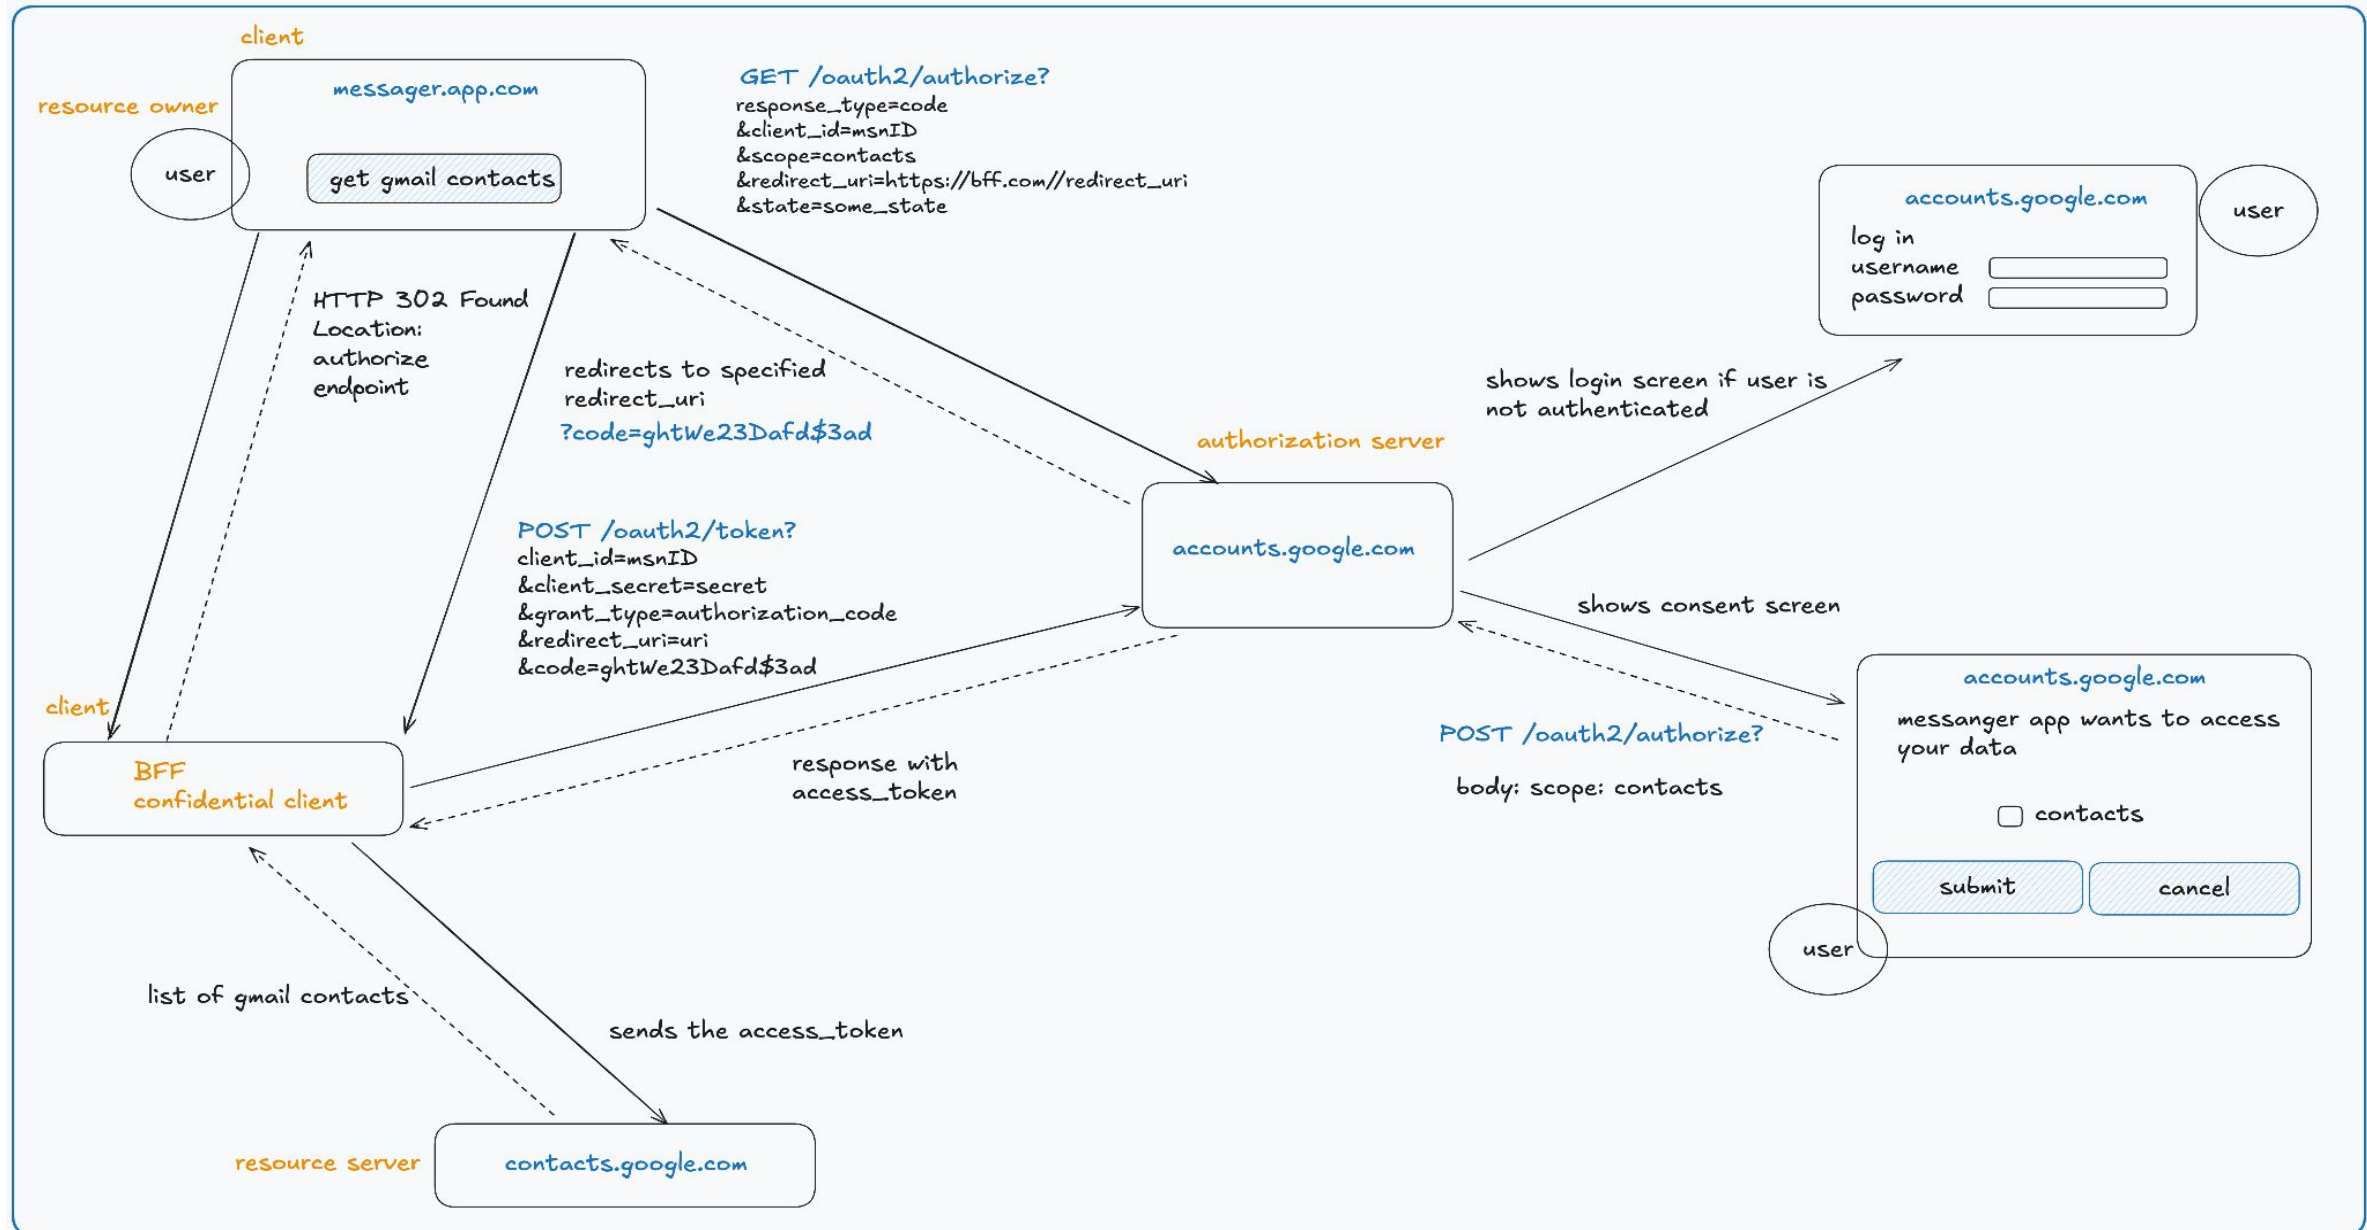 client
messager.app.com
resource owner
user
get gmail contacts
GET /oauth2/authorize?
response_type=code
&client_id=msnID
&scope=contacts
&redirect_uri=https://bff.com//redirect_uri
&state=some_state
accounts.google.com
user
log in
username
password
HTTP 302 Found
Location:
authorize
endpoint
redirects to specified
redirect_uri
?code=ghtWe23Dafd$3ad
shows login screen if user is
not authenticated
authorization server
accounts.google.com
POST /oauth2/token?
client_id=msnID
&client_secret=secret
&grant_type=authorization_code
&redirect_uri=uri
&code=ghtWe23Dafd$3ad
shows consent screen
client
BFF
confidential client
response with
access_token
POST /oauth2/authorize?
body: scope: contacts
accounts.google.com
messanger app wants to access
your data
contacts
submit
cancel
user
list of gmail contacts
sends the access_token
resource server
contacts.google.com